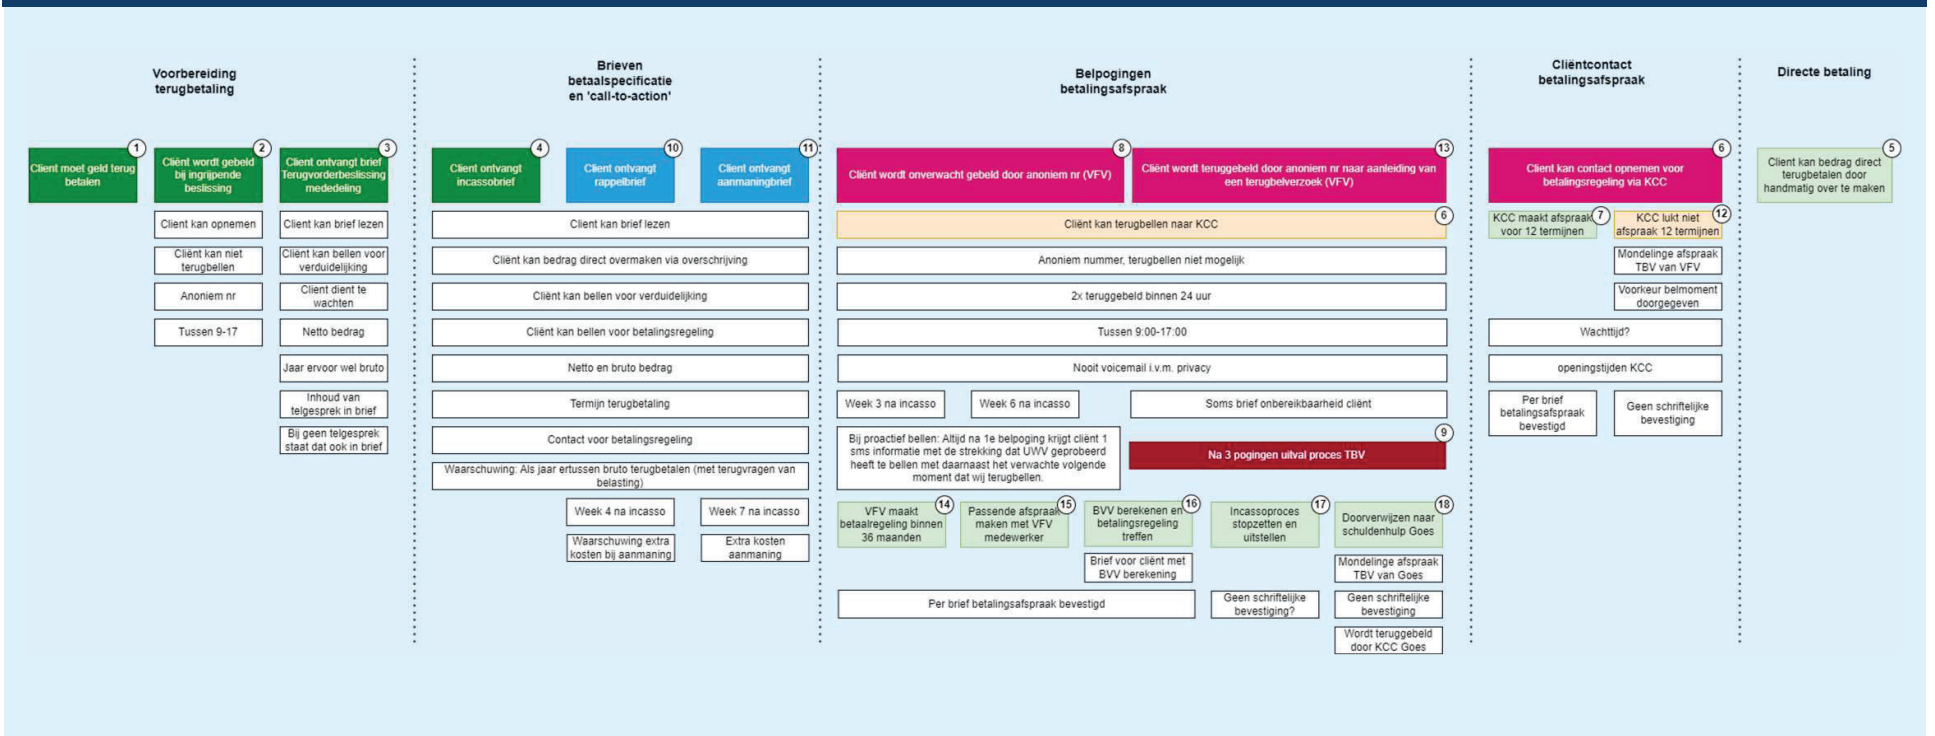 Voorbereiding
terugbetaling
Brieven
betaalspecificatie
en 'call-to-action'
Belpogingen
betalingsafspraak
Cliëntcontact
betalingsafspraak
Directe betaling
1
Client moet geld terug
betalen
2
Cliënt wordt gebeld
bij ingrijpende
beslissing
Client kan opnemen
Cliënt kan niet
terugbellen
Anoniem nr
Tussen 9-17
3
Client ontvangt brief
Terugvorderbeslissing
mededeling
Cliënt kan brief lezen
Cliënt kan bellen voor
verduidelijking
Client dient te
wachten
Netto bedrag
Jaar ervoor wel bruto
Inhoud van
telgesprek in brief
Bij geen telgesprek
staat dat ook in brief
4
Client ontvangt
incassobrief
10
Client ontvangt
rappelbrief
11
Client ontvangt
aanmaningbrief
Client kan brief lezen
Cliënt kan bedrag direct overmaken via overschrijving
Cliënt kan bellen voor verduidelijking
Cliënt kan bellen voor betalingsregeling
Netto en bruto bedrag
Termijn terugbetaling
Contact voor betalingsregeling
Waarschuwing: Als jaar ertussen bruto terugbetalen (met terugvragen van
belasting)
Week 4 na incasso
Week 7 na incasso
Waarschuwing extra
kosten bij aanmaning
Extra kosten
aanmaning
8
Cliënt wordt onverwacht gebeld door anoniem nr (VFV)
13
Cliënt wordt teruggebeld door anoniem nr naar aanleiding van
een terugbelverzoek (VFV)
6
Cliënt kan terugbellen naar KCC
Anoniem nummer, terugbellen niet mogelijk
2x teruggebeld binnen 24 uur
Tussen 9:00-17:00
Nooit voicemail i.v.m. privacy
Week 3 na incasso
Week 6 na incasso
Soms brief onbereikbaarheid cliënt
Bij proactief bellen: Altijd na 1e belpoging krijgt cliënt 1
sms informatie met de strekking dat UWV geprobeerd
heeft te bellen met daarnaast het verwachte volgende
moment dat wij terugbellen.
9
Na 3 pogingen uitval proces TBV
14
VFV maakt
betaalregeling binnen
36 maanden
15
Passende afspraak
maken met VFV
medewerker
16
BVV berekenen en
betalingsregeling
treffen
17
Incassoproces
stopzetten en
uitstellen
18
Doorverwijzen naar
schuldenhulp Goes
Brief voor cliënt met
BVV berekening
Mondelinge afspraak
TBV van Goes
Per brief betalingsafspraak bevestigd
Geen schriftelijke
bevestiging?
Geen schriftelijke
bevestiging
Wordt teruggebeld
door KCC Goes
6
Client kan contact opnemen voor
betalingsregeling via KCC
7
KCC maakt afspraak
voor 12 termijnen
12
KCC lukt niet
afspraak 12 termijnen
Mondelinge afspraak
TBV van VFV
Voorkeur belmoment
doorgegeven
Wachttijd?
openingstijden KCC
Per brief
betalingsafspraak
bevestigd
Geen schriftelijke
bevestiging
5
Client kan bedrag direct
terugbetalen door
handmatig over te maken